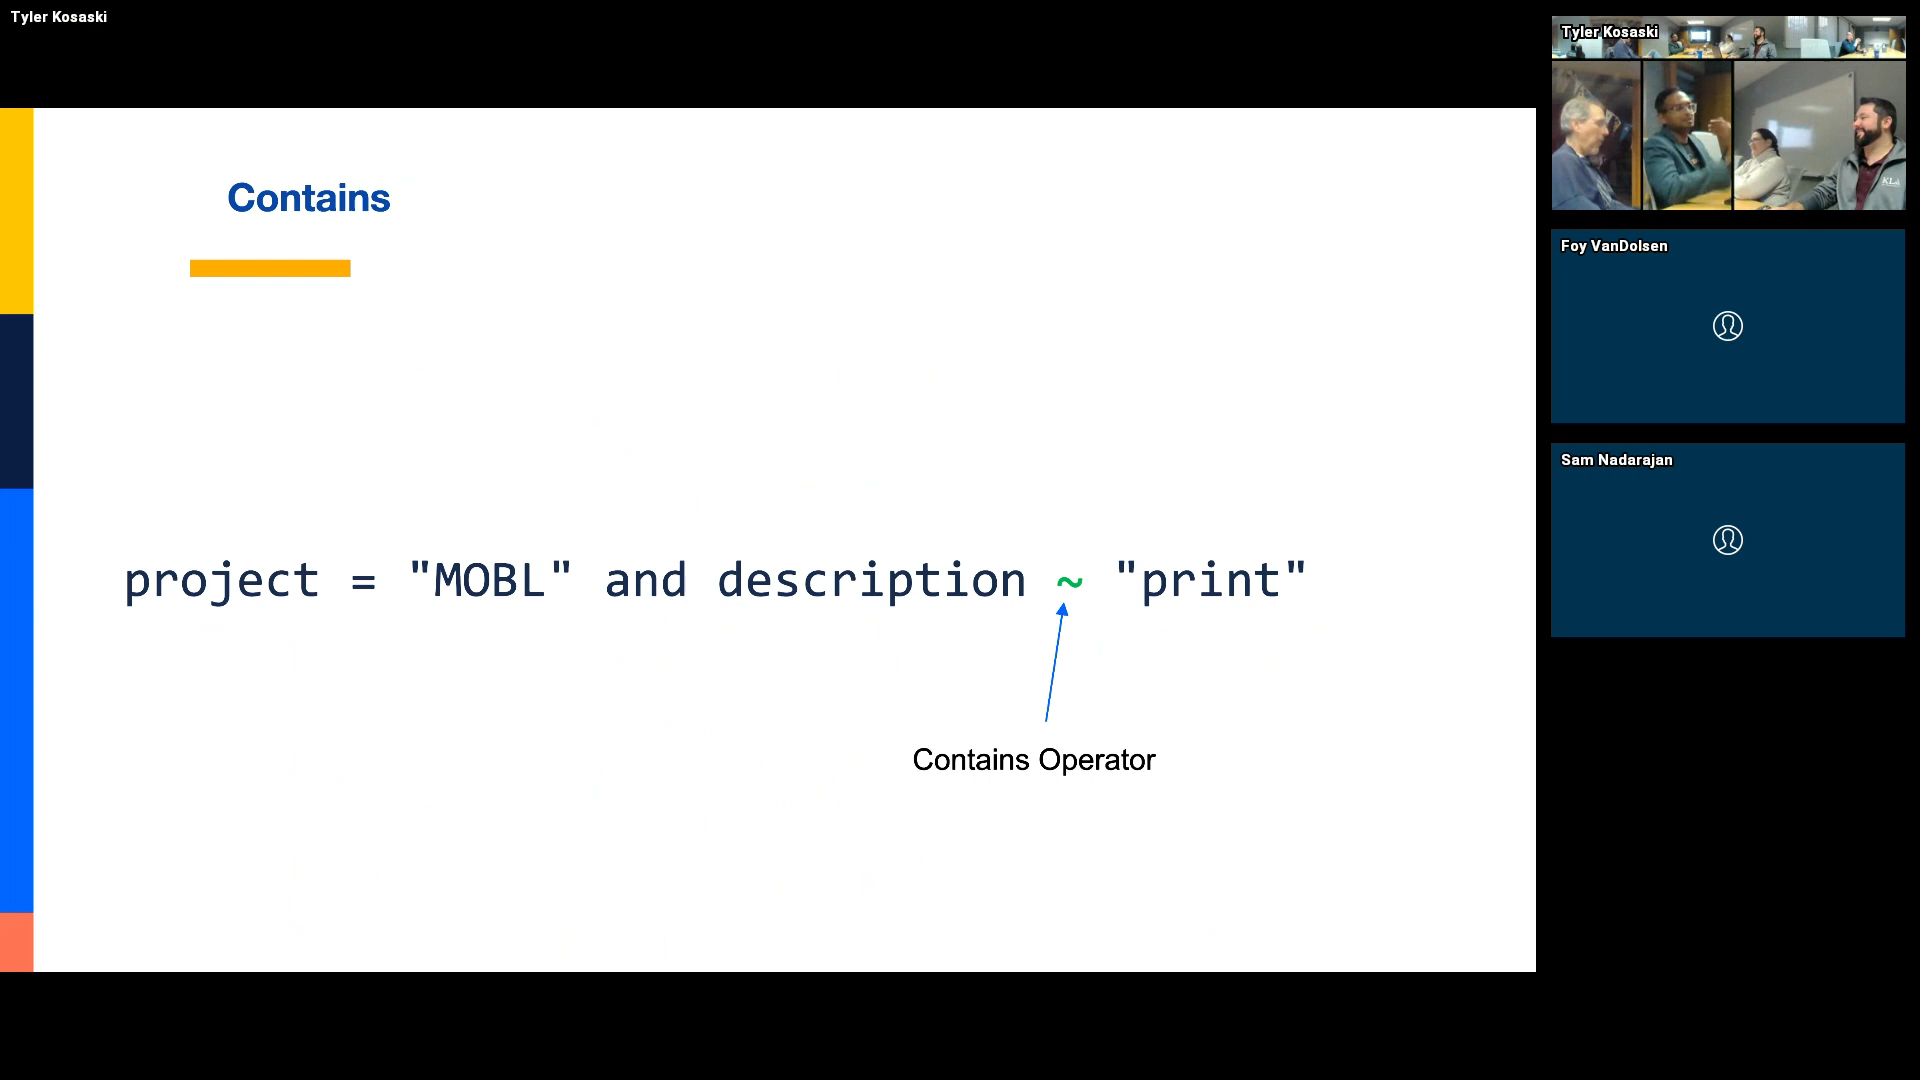 Tyler Kosaski
Contains
project = "MOBL" and description ~ "print"
Contains Operator
Tyler Kosaski
Foy VanDolsen
Sam Nadarajan